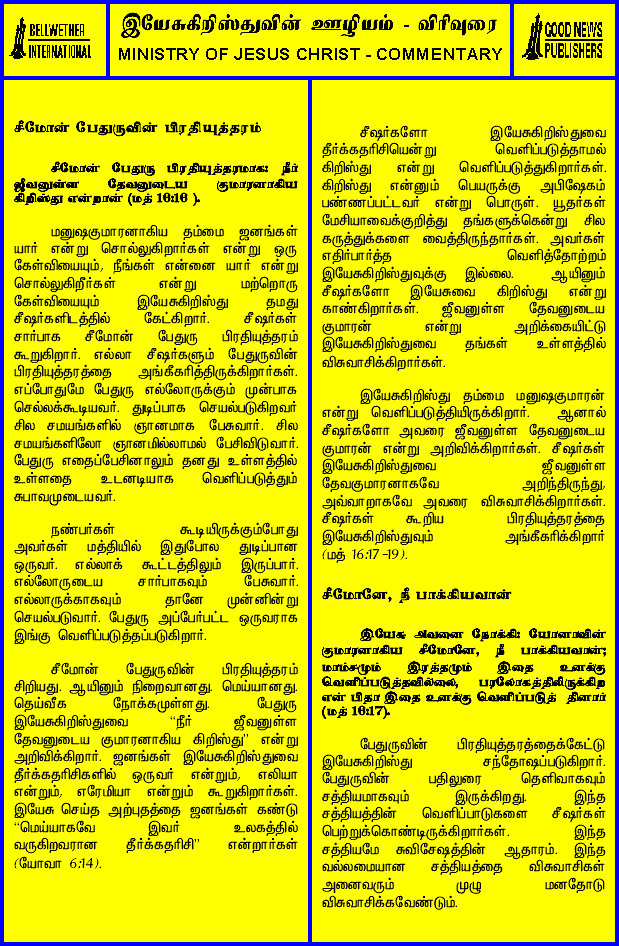 BELLWETHER
INTERNATIONAL
இயேசுகிறிஸ்துவின் ஊழியம் - விரிவுரை
MINISTRY OF JESUS CHRIST - COMMENTARY
GOOD NEWS
PUBLISHERS
சீமோன் பேதுருவின் பிரதியுத்தரம்
சீமோன் பேதுரு பிரதியுத்தரமாக: நீர்
ஜீவனுள்ள தேவனுடைய குமாரனாகிய
கிறிஸ்து என்றான் (மத் 16:16 ).
மனுஷகுமாரனாகிய தம்மை ஜனங்கள்
யார் என்று சொல்லுகிறார்கள் என்று ஒரு
கேள்வியையும், நீங்கள் என்னை யார் என்று
சொல்லுகிறீர்கள் என்று மற்றொரு
கேள்வியையும் இயேசுகிறிஸ்து தமது
சீஷர்களிடத்தில் கேட்கிறார். சீஷர்கள்
சார்பாக சீமோன் பேதுரு பிரதியுத்தரம்
கூறுகிறார். எல்லா சீஷர்களும் பேதுருவின்
பிரதியுத்தரத்தை அங்கீகரித்திருக்கிறார்கள்.
எப்போதுமே பேதுரு எல்லோருக்கும் முன்பாக
செல்லக்கூடியவர். துடிப்பாக செயல்படுகிறவர்
சில சமயங்களில் ஞானமாக பேசுவார். சில
சமயங்களிலோ ஞானமில்லாமல் பேசிவிடுவார்.
பேதுரு எதைப்பேசினாலும் தனது உள்ளத்தில்
உள்ளதை உடனடியாக வெளிப்படுத்தும்
சுபாவமுடையவர்.
நண்பர்கள் கூடியிருக்கும்போது
அவர்கள் மத்தியில் இதுபோல துடிப்பான
ஒருவர். எல்லாக் கூட்டத்திலும் இருப்பார்.
எல்லோருடைய சார்பாகவும் பேசுவார்.
எல்லாருக்காகவும் தானே முன்னின்று
செயல்படுவார். பேதுரு அப்பேர்பட்ட ஒருவராக
இங்கு வெளிப்படுத்தப்படுகிறார்.
சீமோன் பேதுருவின் பிரதியுத்தரம்
சிறியது. ஆயினும் நிறைவானது. மெய்யானது.
தெய்வீக நோக்கமுள்ளது. பேதுரு
இயேசுகிறிஸ்துவை “நீர் ஜீவனுள்ள
தேவனுடைய குமாரனாகிய கிறிஸ்து” என்று
அறிவிக்கிறார். ஜனங்கள் இயேசுகிறிஸ்துவை
தீர்க்கதரிசிகளில் ஒருவர் என்றும், எலியா
என்றும், எரேமியா என்றும் கூறுகிறார்கள்.
இயேசு செய்த அற்புதத்தை ஜனங்கள் கண்டு
“மெய்யாகவே இவர் உலகத்தில்
வருகிறவரான தீர்க்கதரிசி” என்றார்கள்
(யோவா 6:14).
சீஷர்களோ இயேசுகிறிஸ்துவை
தீர்க்கதரிசியென்று வெளிப்படுத்தாமல்
கிறிஸ்து என்று வெளிப்படுத்துகிறார்கள்.
கிறிஸ்து என்னும் பெயருக்கு அபிஷேகம்
பண்ணப்பட்டவர் என்று பொருள். யூதர்கள்
மேசியாவைக்குறித்து தங்களுக்கென்று சில
கருத்துக்களை வைத்திருந்தார்கள். அவர்கள்
எதிர்பார்த்த வெளித்தோற்றம்
இயேசுகிறிஸ்துவுக்கு இல்லை. ஆயினும்
சீஷர்களோ இயேசுவை கிறிஸ்து என்று
காண்கிறார்கள். ஜீவனுள்ள தேவனுடைய
குமாரன் என்று அறிக்கையிட்டு
இயேசுகிறிஸ்துவை தங்கள் உள்ளத்தில்
விசுவாசிக்கிறார்கள்.
இயேசுகிறிஸ்து தம்மை மனுஷகுமாரன்
என்று வெளிப்படுத்தியிருக்கிறார். ஆனால்
சீஷர்களோ அவரை ஜீவனுள்ள தேவனுடைய
குமாரன் என்று அறிவிக்கிறார்கள். சீஷர்கள்
இயேசுகிறிஸ்துவை ஜீவனுள்ள
தேவகுமாரனாகவே அறிந்திருந்து,
அவ்வாறாகவே அவரை விசுவாசிக்கிறார்கள்.
சீஷர்கள் கூறிய பிரதியுத்தரத்தை
இயேசுகிறிஸ்துவும் அங்கீகரிக்கிறார்
(மத் 16:17-19).
சீமோனே, நீ பாக்கியவான்
இயேசு அவனை நோக்கி: யோனாவின்
குமாரனாகிய சீமோனே, நீ பாக்கியவான்;
மாம்சமும் இரத்தமும் இதை உனக்கு
வெளிப்படுத்தவில்லை, பரலோகத்திலிருக்கிற
என் பிதா இதை உனக்கு வெளிப்படுத் தினார்
(மத் 16:17).
பேதுருவின் பிரதியுத்தரத்தைக்கேட்டு
இயேசுகிறிஸ்து சந்தோஷப்படுகிறார்.
பேதுருவின் பதிலுரை தெளிவாகவும்
சத்தியமாகவும் இருக்கிறது. இந்த
சத்தியத்தின் வெளிப்பாடுகளை சீஷர்கள்
பெற்றுக்கொண்டிருக்கிறார்கள். இந்த
சத்தியமே சுவிசேஷத்தின் ஆதாரம். இந்த
வல்லமையான சத்தியத்தை விசுவாசிகள்
அனைவரும் முழு மனதோடு
விசுவாசிக்கவேண்டும்.